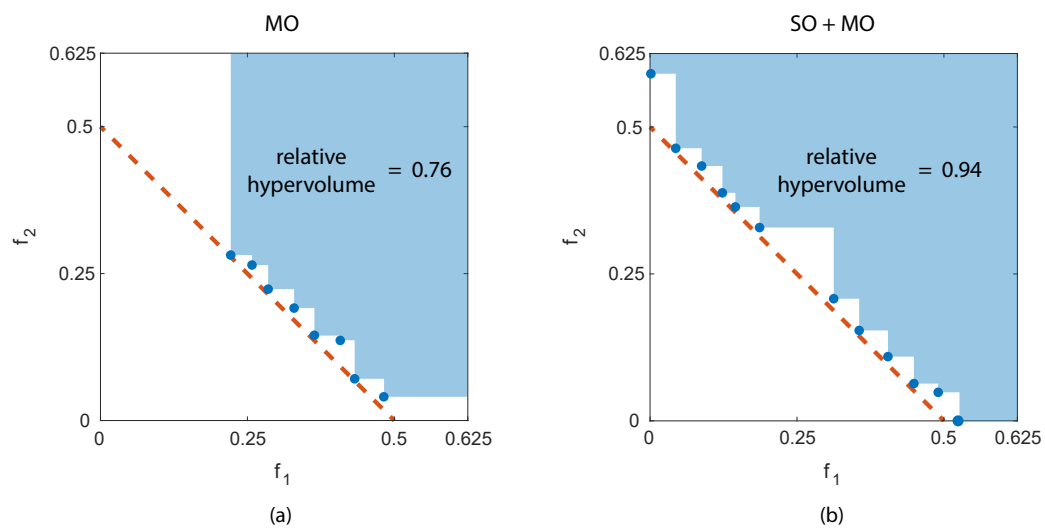 MO
0.625
0.5
0.25
0
f2
relative
hypervolume = 0.76
0 0.25 0.5 0.625
f1
(a)
SO + MO
0.625
0.5
0.25
0
f2
relative
hypervolume = 0.94
0 0.25 0.5 0.625
f1
(b)